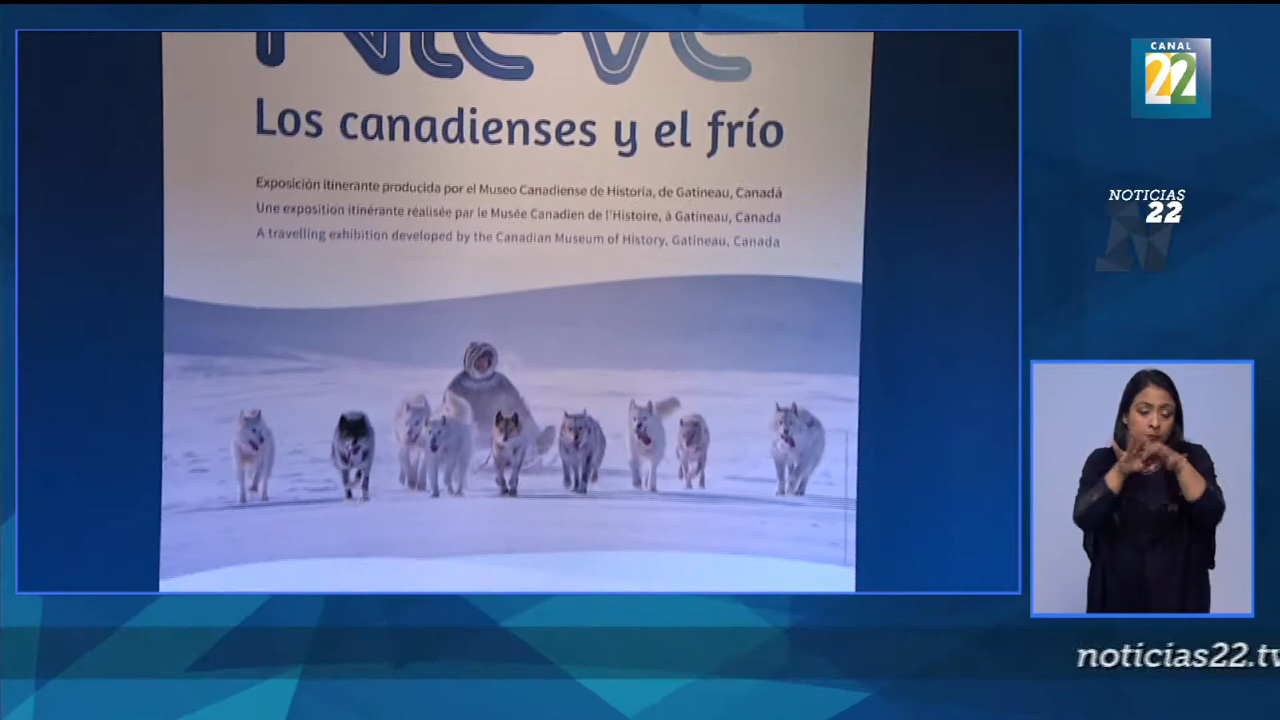 Nieve
Los canadienses y el frío
Exposición itinerante producida por el Museo Canadiense de Historia, de Gatineau, Canadá
Une exposition itinérante réalisée par le Musée Canadien de l'Histoire, à Gatineau, Canada
A travelling exhibition developed by the Canadian Museum of History, Gatineau, Canada
CANAL
22
NOTICIAS
22
noticias22.tv